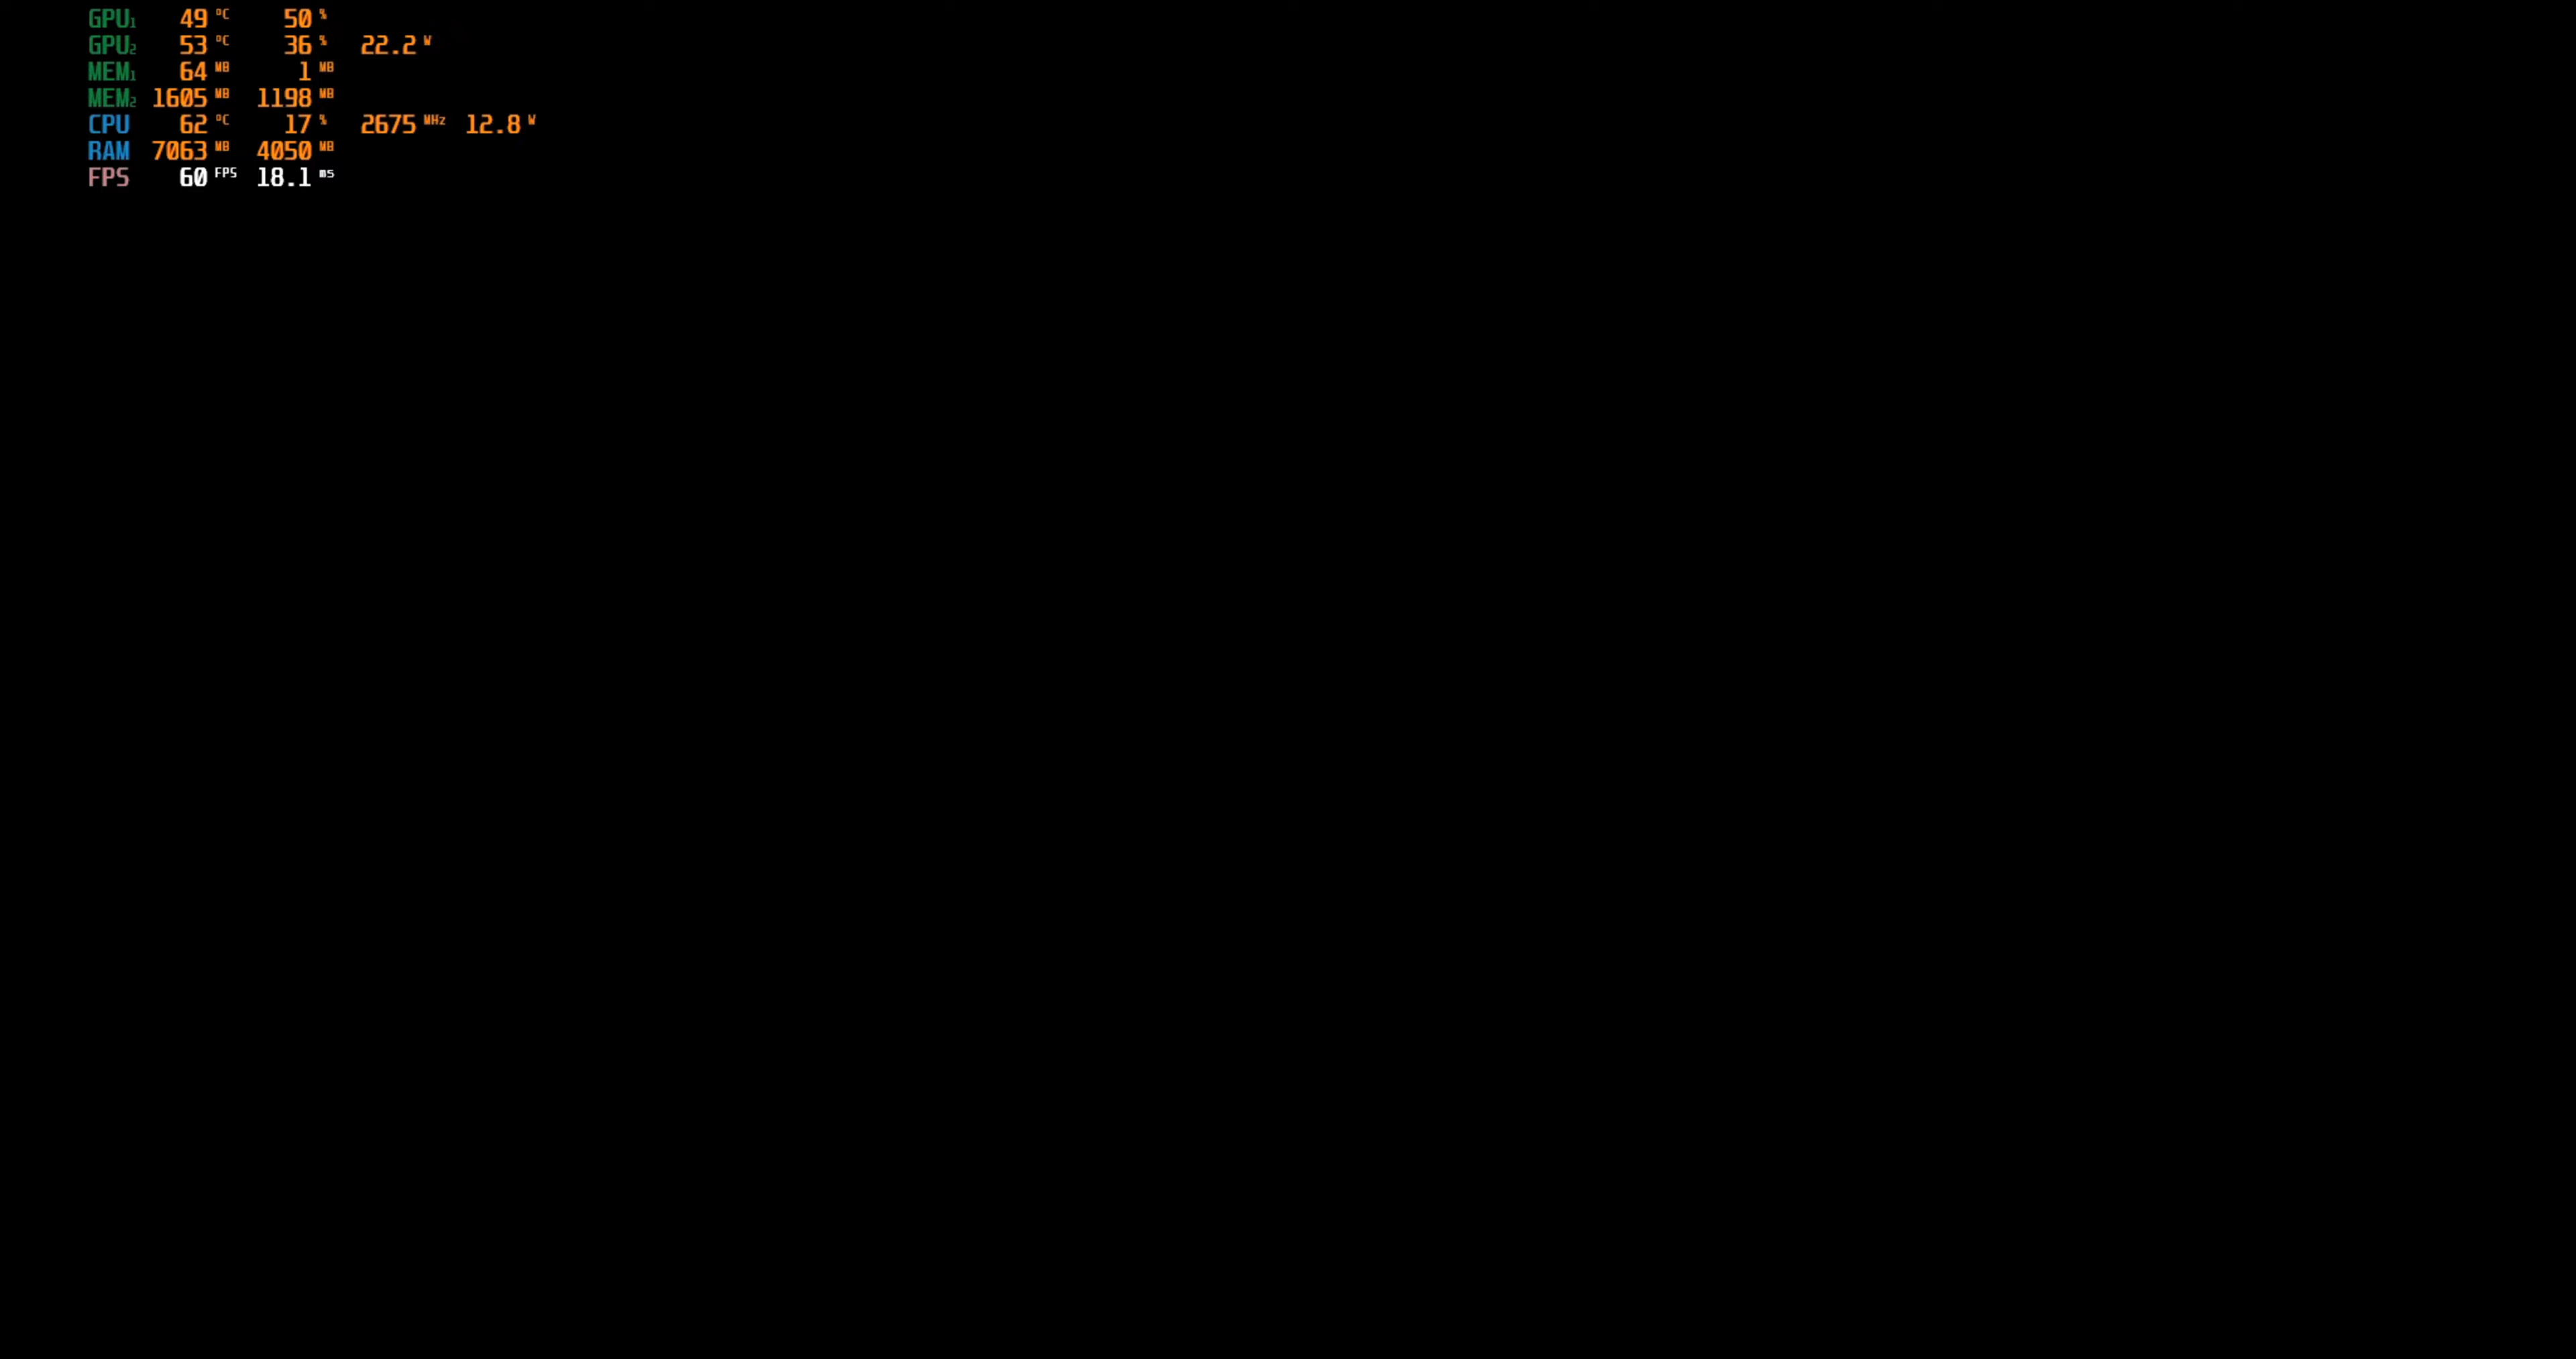 GPU1 49 °C 50 %
GPU2 53 °C 36 % 22.2 W
MEM1 64 MB 1 MB
MEM2 1605 MB 1198 MB
CPU 62 °C 17 % 2675 MHz 12.8 W
RAM 7063 MB 4050 MB
FPS 60 FPS 18.1 ms